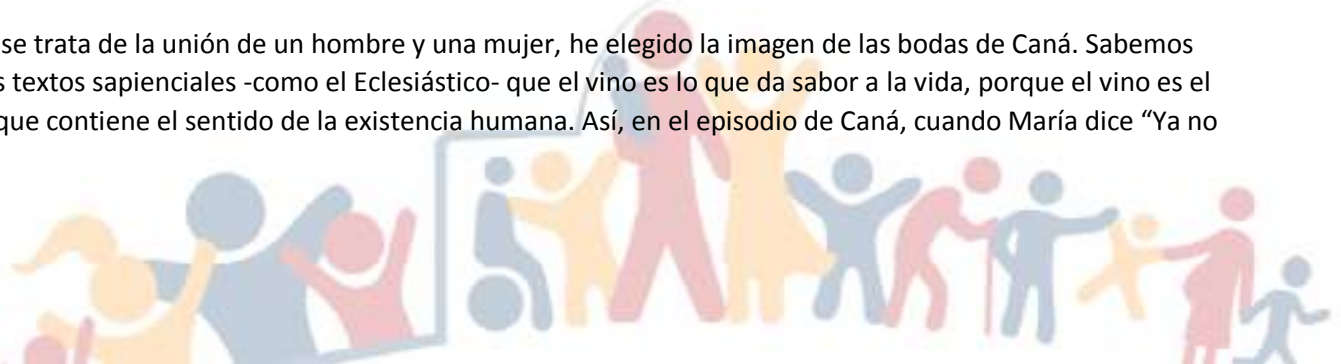 se trata de la unión de un hombre y una mujer, he elegido la imagen de las bodas de Caná. Sabemos
textos sapienciales -como el Eclesiástico- que el vino es lo que da sabor a la vida, porque el vino es el
que contiene el sentido de la existencia humana. Así, en el episodio de Caná, cuando María dice “Ya no